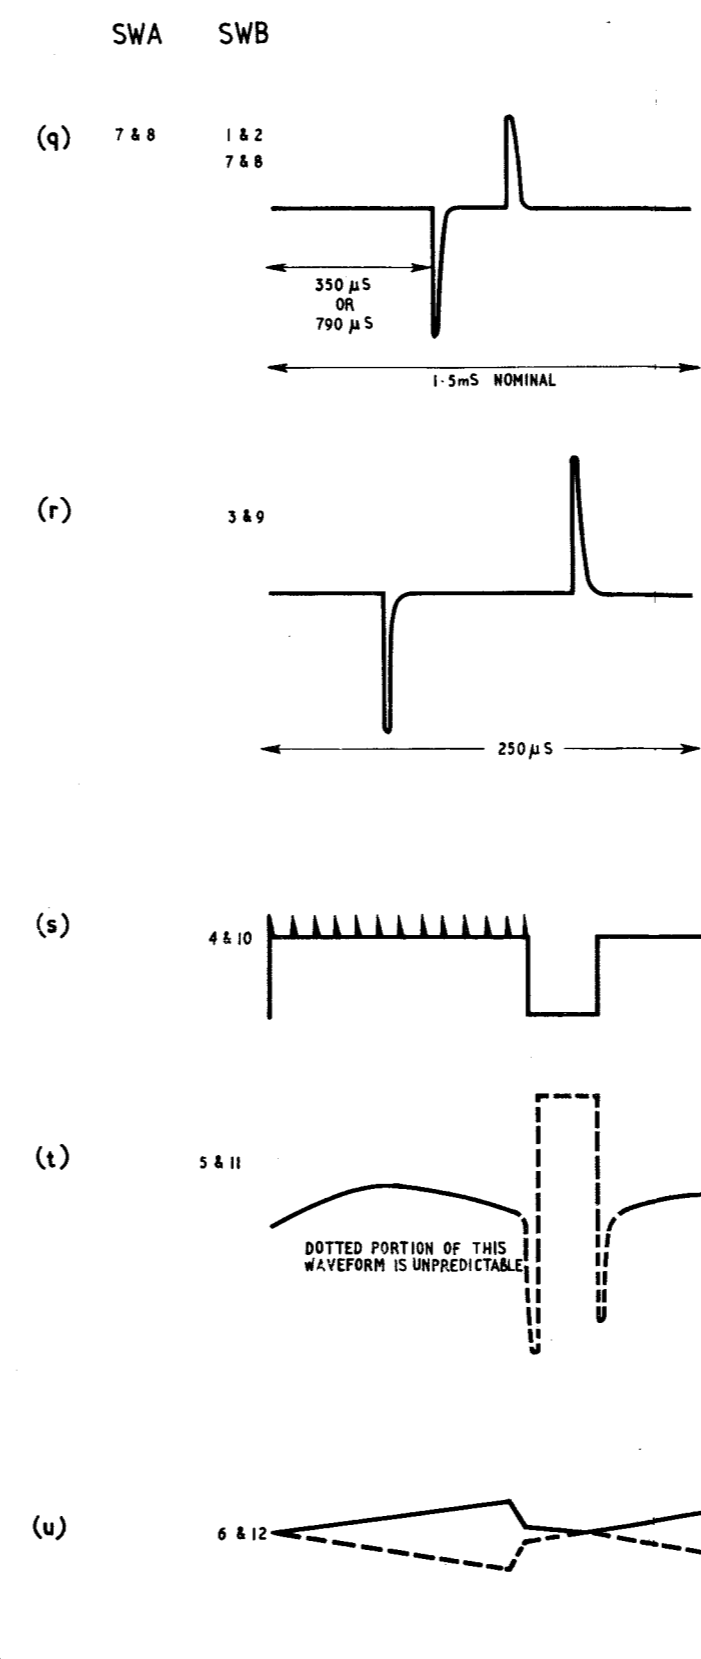 SWA SWB
(q) 7 & 8 1 & 2
7 & 8
350 µS
OR
790 µS
1·5mS NOMINAL
(r) 3 & 9
250 µS
(s) 4 & 10
(t) 5 & 11
DOTTED PORTION OF THIS
WAVEFORM IS UNPREDICTABLE
(u) 6 & 12